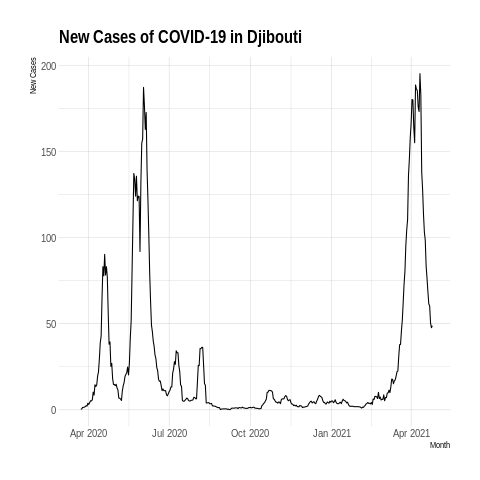 New Cases of COVID-19 in Djibouti
New Cases
200
150
100
50
0
Apr 2020 Jul 2020 Oct 2020 Jan 2021 Apr 2021
Month